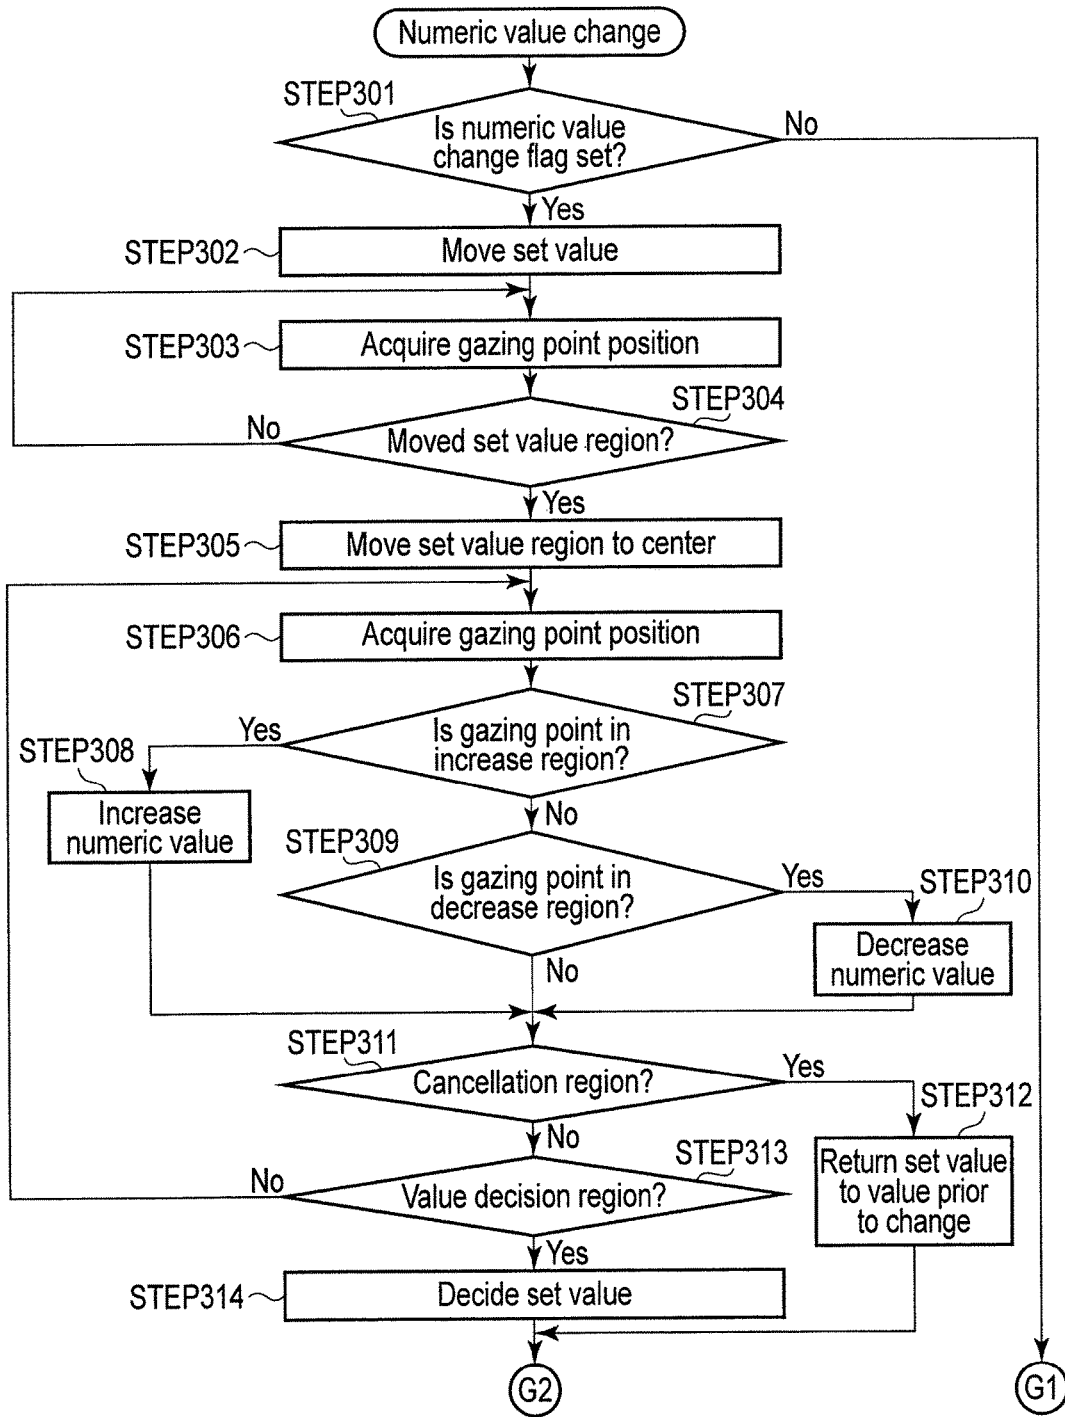 Numeric value change
STEP301
Is numeric value
change flag set?
No
Yes
STEP302
Move set value
STEP303
Acquire gazing point position
STEP304
No
Moved set value region?
Yes
STEP305
Move set value region to center
STEP306
Acquire gazing point position
STEP307
Yes
Is gazing point in
increase region?
STEP308
Increase
numeric value
No
STEP309
Is gazing point in
decrease region?
Yes
STEP310
Decrease
numeric value
No
STEP311
Cancellation region?
Yes
STEP312
Return set value
to value prior
to change
No
STEP313
No
Value decision region?
Yes
STEP314
Decide set value
G2
G1